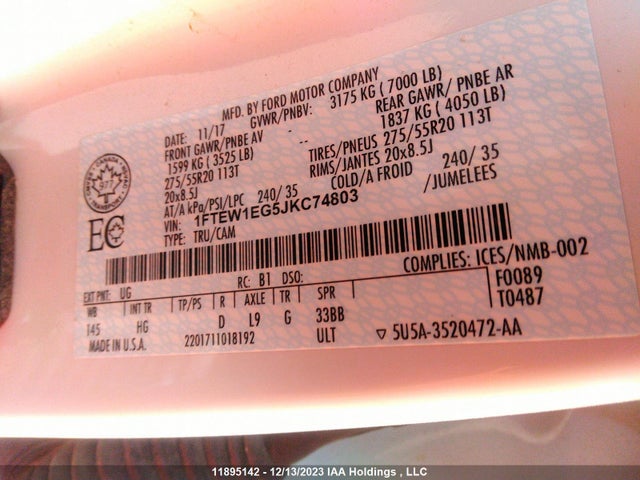 MFD. BY FORD MOTOR COMPANY
DATE: 11/17 GVWR/PNBV: 3175 KG ( 7000 LB)
FRONT GAWR/PNBE AV -- REAR GAWR/ PNBE AR
1599 KG ( 3525 LB) 1837 KG ( 4050 LB)
275/55R20 113T TIRES/PNEUS 275/55R20 113T
20x8.5J RIMS/JANTES 20x8.5J
AT/A kPa/PSI/LPC 240/ 35 COLD/A FROID 240/ 35
VIN: 1FTEW1EG5JKC74803 /JUMELEES
TYPE: TRU/CAM
CANADA
977
TRANSPORT
EC
COMPLIES: ICES/NMB-002
EXT PNT: UG RC: B1 DSO: F0089
WB INT TR TP/PS R AXLE TR SPR T0487
145 HG D L9 G 33BB
MADE IN U.S.A. 2201711018192 ULT ▽ 5U5A-3520472-AA
11895142 - 12/13/2023 IAA Holdings , LLC